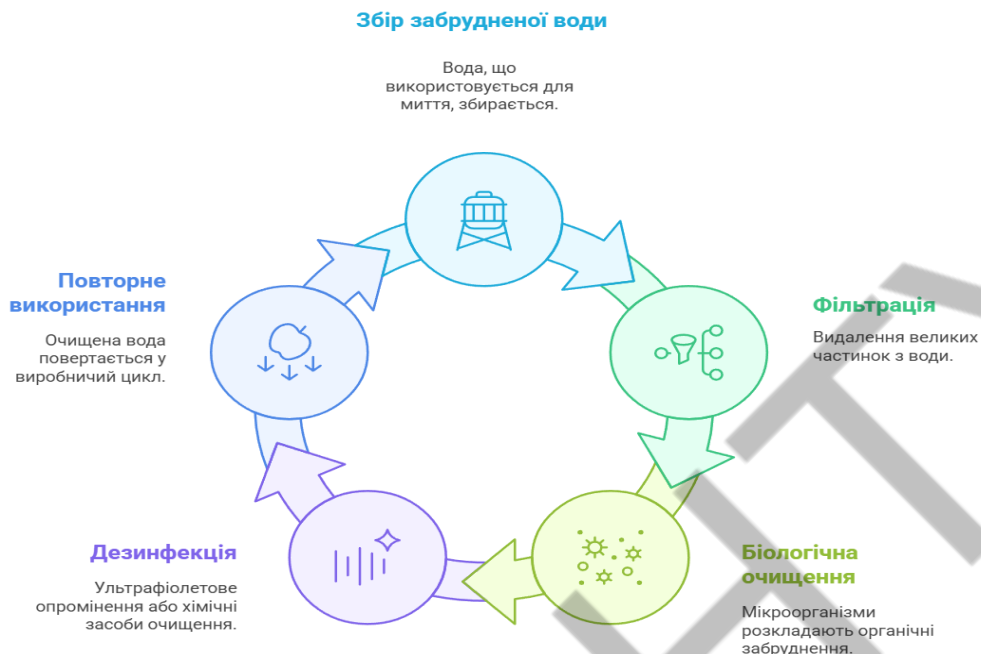 Збір забрудненої води
Вода, що
використовується для
миття, збирається.
Фільтрація
Видалення великих
частинок з води.
Біологічна
очищення
Мікроорганізми
розкладають органічні
забруднення.
Дезинфекція
Ультрафіолетове
опромінення або хімічні
засоби очищення.
Повторне
використання
Очищена вода
повертається у
виробничий цикл.